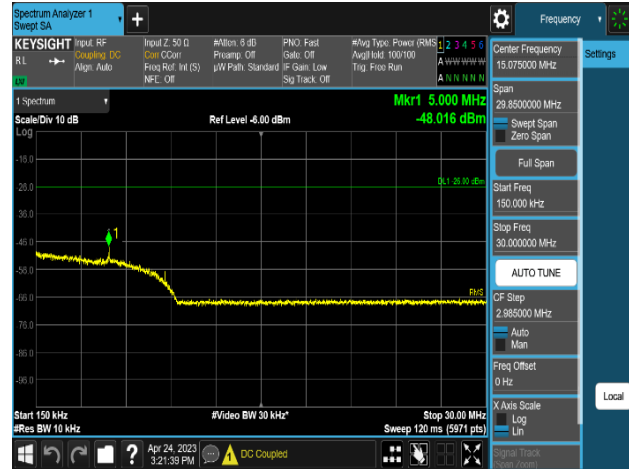 Spectrum Analyzer 1
Swept SA
+
Frequency
KEYSIGHT
Input: RF
Coupling: DC
Align: Auto
Input Z: 50 Ω
Corr CCorr
Freq Ref: Int (S)
NFE: Off
#Atten: 6 dB
Preamp: Off
µW Path: Standard
PNO: Fast
Gate: Off
IF Gain: Low
Sig Track: Off
#Avg Type: Power (RMS
Avg|Hold: 100/100
Trig: Free Run
1 2 3 4 5 6
A W W W W W
A N N N N N
RL
LW
1 Spectrum
Scale/Div 10 dB
Ref Level -6.00 dBm
Mkr1 5.000 MHz
-48.016 dBm
Log
-16.0
-26.0
-36.0
-46.0
-56.0
-66.0
-76.0
-86.0
-96.0
DL1 -26.00 dBm
1
RMS
Start 150 kHz
#Res BW 10 kHz
#Video BW 30 kHz*
Stop 30.00 MHz
Sweep 120 ms (5971 pts)
?
Apr 24, 2023
3:21:39 PM
DC Coupled
Center Frequency
15.075000 MHz
Span
29.8500000 MHz
Swept Span
Zero Span
Full Span
Start Freq
150.000 kHz
Stop Freq
30.000000 MHz
AUTO TUNE
CF Step
2.985000 MHz
Auto
Man
Freq Offset
0 Hz
X Axis Scale
Log
Lin
Signal Track
(Span Zoom)
Settings
Local